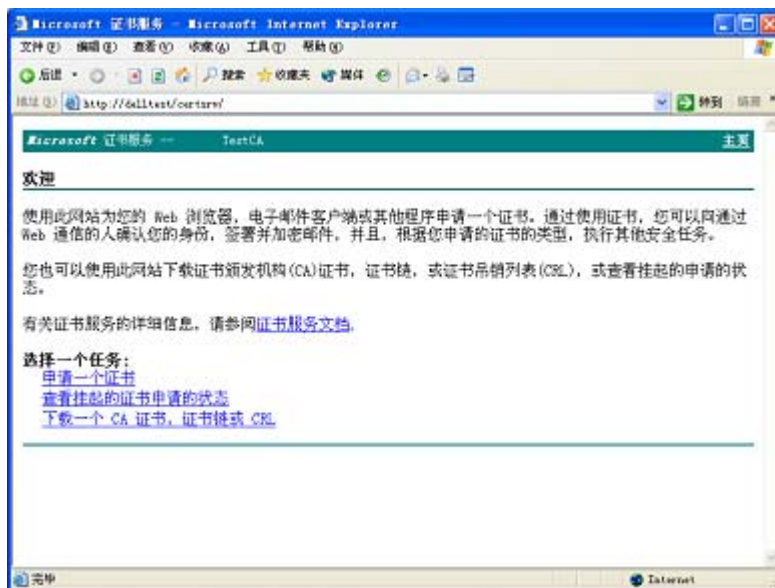 Microsoft 证书服务 - Microsoft Internet Explorer
文件(F) 编辑(E) 查看(V) 收藏(A) 工具(T) 帮助(H)
后退 搜索 收藏夹 媒体
地址(D) http://delltest/certsrv/ 转到 链接
Microsoft 证书服务 -- TestCA 主页
欢迎
使用此网站为您的 Web 浏览器，电子邮件客户端或其他程序申请一个证书。通过使用证书，您可以向通过
Web 通信的人确认您的身份，签署并加密邮件，并且，根据您申请的证书的类型，执行其他安全任务。
您也可以使用此网站下载证书颁发机构(CA)证书，证书链，或证书吊销列表(CRL)，或查看挂起的申请的状
态。
有关证书服务的详细信息，请参阅证书服务文档.
选择一个任务:
申请一个证书
查看挂起的证书申请的状态
下载一个 CA 证书，证书链或 CRL
完毕 Internet